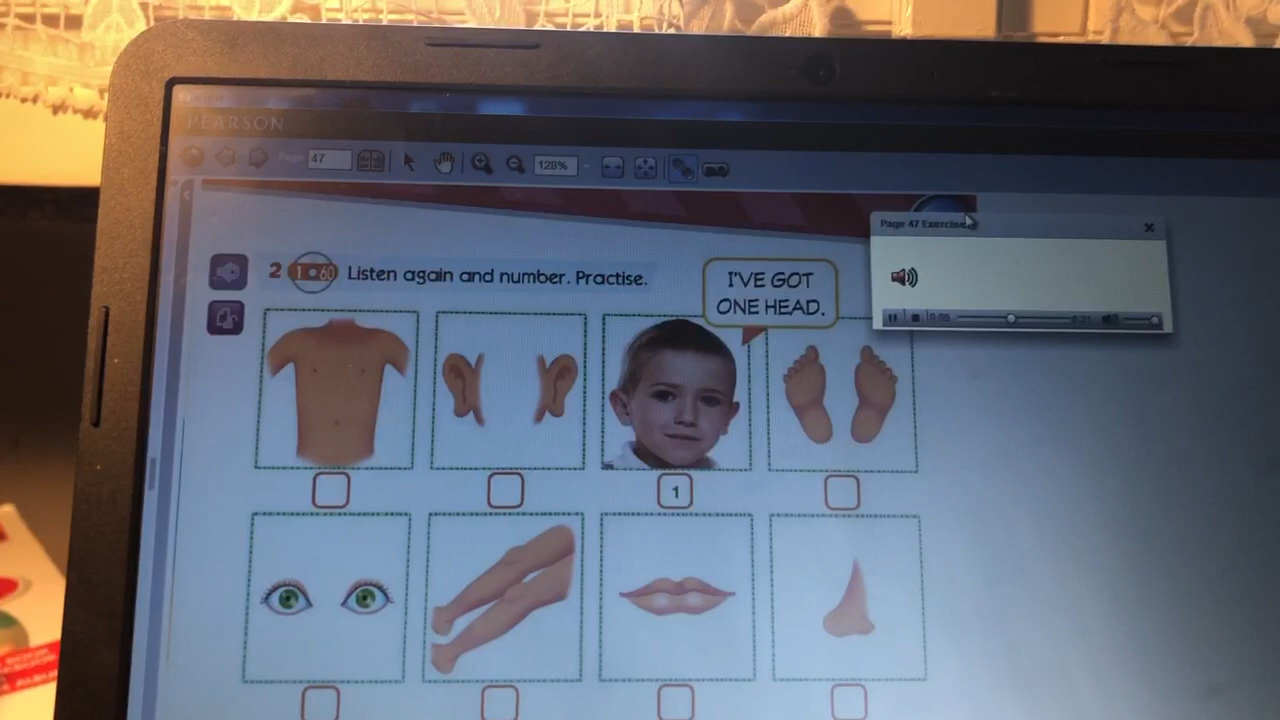 PEARSON
Page 47
128%
Page 47 Exercise
2 1•60 Listen again and number. Practise.
I'VE GOT
ONE HEAD.
1